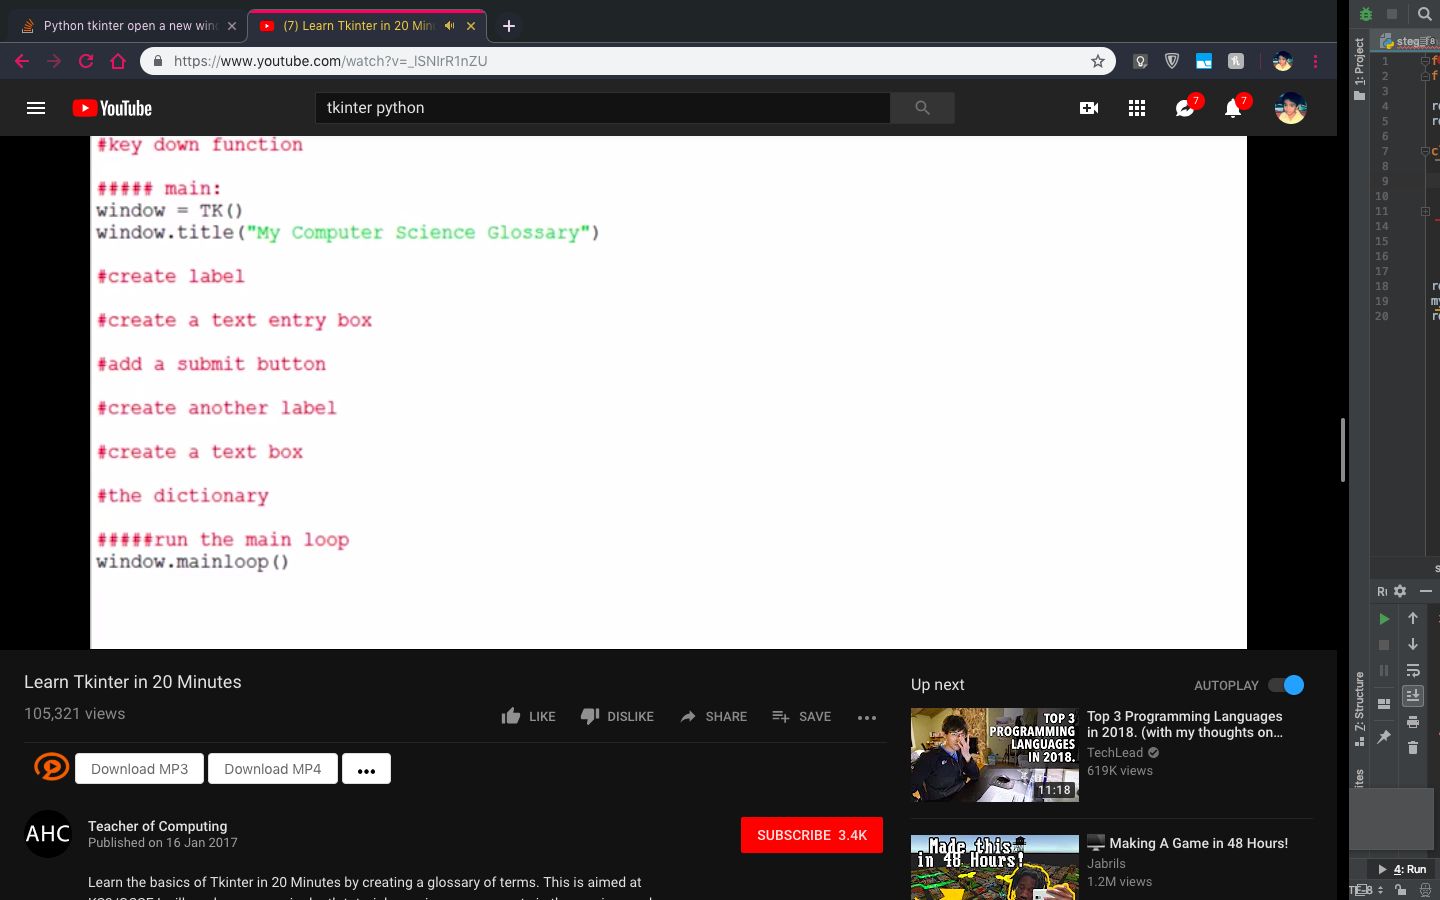 Python tkinter open a new win
(7) Learn Tkinter in 20 Min
https://www.youtube.com/watch?v=_lSNIrR1nZU
YouTube
tkinter python
7
7
#key down function
##### main:
window = TK()
window.title("My Computer Science Glossary")
#create label
#create a text entry box
#add a submit button
#create another label
#create a text box
#the dictionary
#####run the main loop
window.mainloop()
Learn Tkinter in 20 Minutes
105,321 views
LIKE
DISLIKE
SHARE
SAVE
Download MP3
Download MP4
AHC
Teacher of Computing
Published on 16 Jan 2017
SUBSCRIBE 3.4K
Learn the basics of Tkinter in 20 Minutes by creating a glossary of terms. This is aimed at
Up next
AUTOPLAY
TOP 3
PROGRAMMING
LANGUAGES
IN 2018.
11:18
Top 3 Programming Languages
in 2018. (with my thoughts on...
TechLead
619K views
Made this
in 48 Hours!
Making A Game in 48 Hours!
Jabrils
1.2M views
1: Project
steg
1
2
3
4
5
6
7
8
9
10
11
14
15
16
17
18
19
20
7: Structure
4: Run